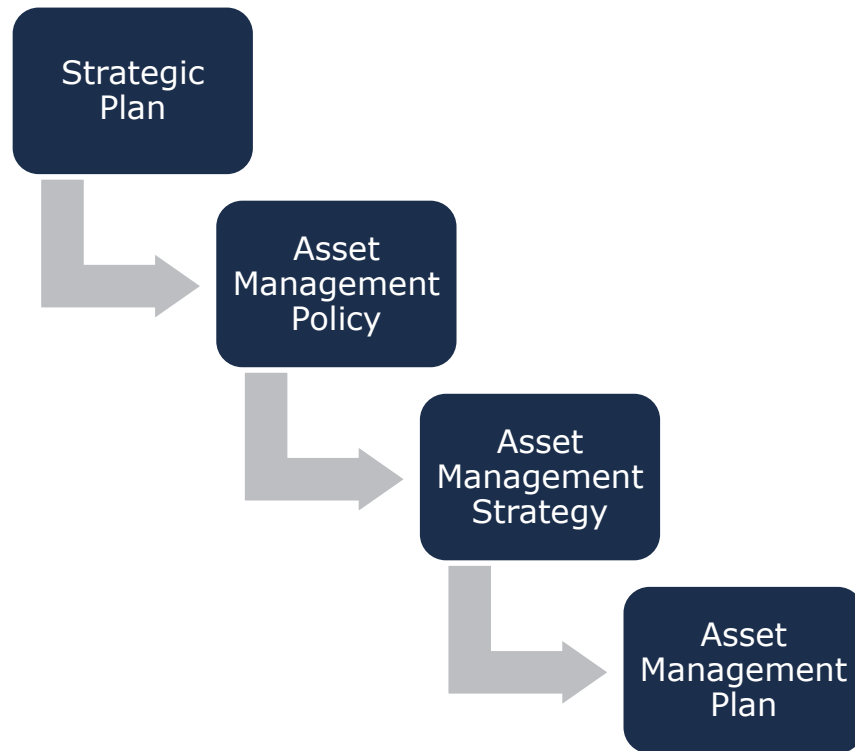 Strategic
Plan
Asset
Management
Policy
Asset
Management
Strategy
Asset
Management
Plan